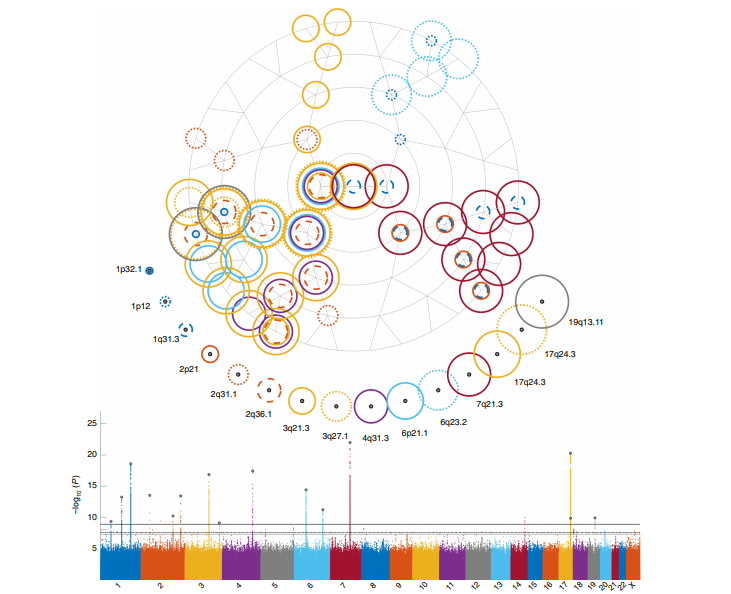 1p32.1
1p12
1q31.3
2p21
2q31.1
2q36.1
3q21.3
3q27.1
4q31.3
6p21.1
6q23.2
7q21.3
17q24.3
17q24.3
19q13.11
25
20
15
10
5
−log10 (P)
1 2 3 4 5 6 7 8 9 10 11 12 13 14 15 16 17 18 19 20 21 22 X